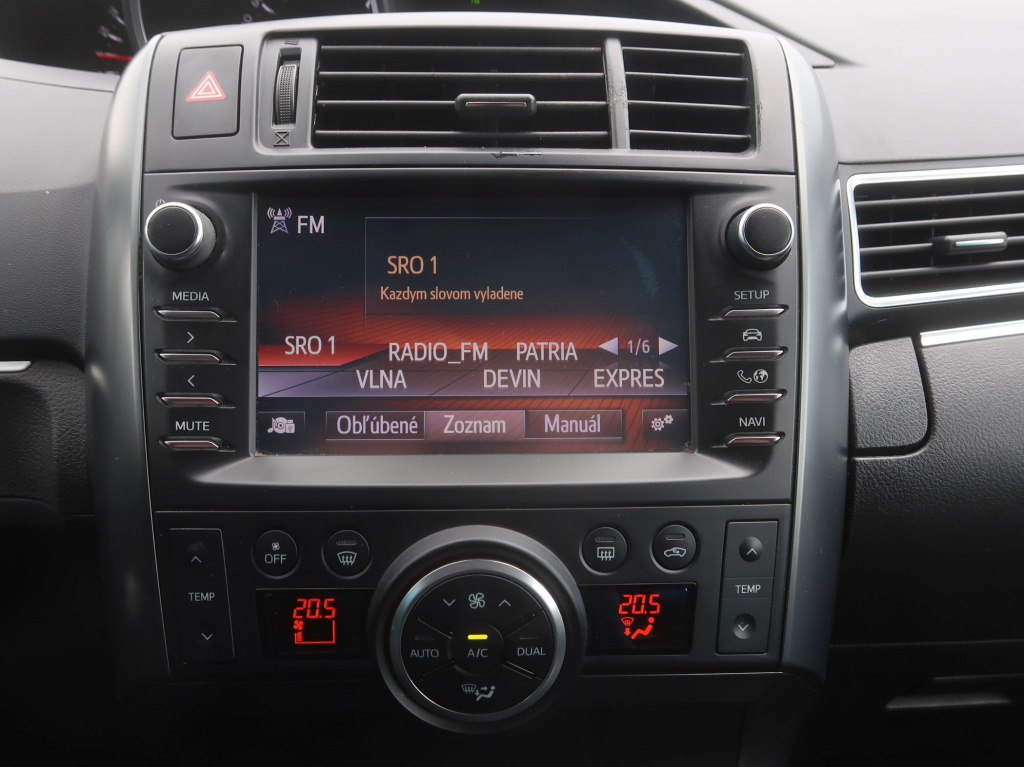 FM
SRO 1
Kazdym slovom vyladene
MEDIA
SETUP
SRO 1 RADIO_FM PATRIA 1/6
VLNA DEVIN EXPRES
MUTE
NAVI
Obľúbené Zoznam Manuál
OFF
TEMP
TEMP
20.5
20.5
AUTO A/C DUAL